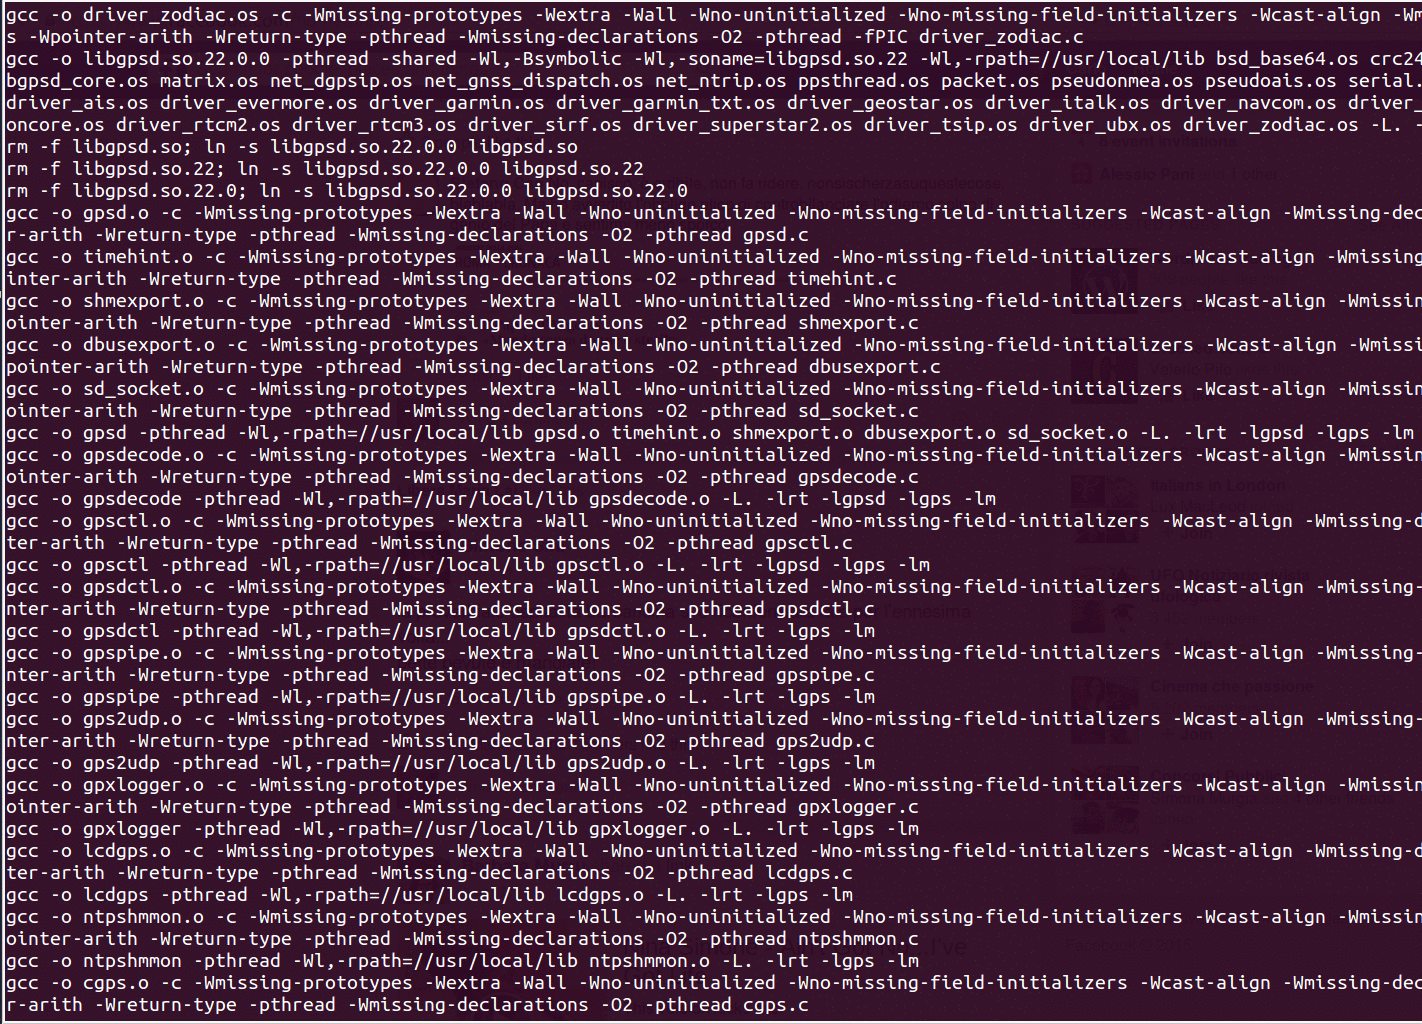 gcc -o driver_zodiac.os -c -Wmissing-prototypes -Wextra -Wall -Wno-uninitialized -Wno-missing-field-initializers -Wcast-align -Wm
s -Wpointer-arith -Wreturn-type -pthread -Wmissing-declarations -O2 -pthread -fPIC driver_zodiac.c
gcc -o libgpsd.so.22.0.0 -pthread -shared -Wl,-Bsymbolic -Wl,-soname=libgpsd.so.22 -Wl,-rpath=//usr/local/lib bsd_base64.os crc24
bgpsd_core.os matrix.os net_dgpsip.os net_gnss_dispatch.os net_ntrip.os ppsthread.os packet.os pseudonmea.os pseudoais.os serial.
driver_ais.os driver_evermore.os driver_garmin.os driver_garmin_txt.os driver_geostar.os driver_italk.os driver_navcom.os driver_
oncore.os driver_rtcm2.os driver_rtcm3.os driver_sirf.os driver_superstar2.os driver_tsip.os driver_ubx.os driver_zodiac.os -L. -
rm -f libgpsd.so; ln -s libgpsd.so.22.0.0 libgpsd.so
rm -f libgpsd.so.22; ln -s libgpsd.so.22.0.0 libgpsd.so.22
rm -f libgpsd.so.22.0; ln -s libgpsd.so.22.0.0 libgpsd.so.22.0
gcc -o gpsd.o -c -Wmissing-prototypes -Wextra -Wall -Wno-uninitialized -Wno-missing-field-initializers -Wcast-align -Wmissing-dec
r-arith -Wreturn-type -pthread -Wmissing-declarations -O2 -pthread gpsd.c
gcc -o timehint.o -c -Wmissing-prototypes -Wextra -Wall -Wno-uninitialized -Wno-missing-field-initializers -Wcast-align -Wmissing
inter-arith -Wreturn-type -pthread -Wmissing-declarations -O2 -pthread timehint.c
gcc -o shmexport.o -c -Wmissing-prototypes -Wextra -Wall -Wno-uninitialized -Wno-missing-field-initializers -Wcast-align -Wmissin
ointer-arith -Wreturn-type -pthread -Wmissing-declarations -O2 -pthread shmexport.c
gcc -o dbusexport.o -c -Wmissing-prototypes -Wextra -Wall -Wno-uninitialized -Wno-missing-field-initializers -Wcast-align -Wmissi
pointer-arith -Wreturn-type -pthread -Wmissing-declarations -O2 -pthread dbusexport.c
gcc -o sd_socket.o -c -Wmissing-prototypes -Wextra -Wall -Wno-uninitialized -Wno-missing-field-initializers -Wcast-align -Wmissin
ointer-arith -Wreturn-type -pthread -Wmissing-declarations -O2 -pthread sd_socket.c
gcc -o gpsd -pthread -Wl,-rpath=//usr/local/lib gpsd.o timehint.o shmexport.o dbusexport.o sd_socket.o -L. -lrt -lgpsd -lgps -lm
gcc -o gpsdecode.o -c -Wmissing-prototypes -Wextra -Wall -Wno-uninitialized -Wno-missing-field-initializers -Wcast-align -Wmissin
ointer-arith -Wreturn-type -pthread -Wmissing-declarations -O2 -pthread gpsdecode.c
gcc -o gpsdecode -pthread -Wl,-rpath=//usr/local/lib gpsdecode.o -L. -lrt -lgpsd -lgps -lm
gcc -o gpsctl.o -c -Wmissing-prototypes -Wextra -Wall -Wno-uninitialized -Wno-missing-field-initializers -Wcast-align -Wmissing-d
ter-arith -Wreturn-type -pthread -Wmissing-declarations -O2 -pthread gpsctl.c
gcc -o gpsctl -pthread -Wl,-rpath=//usr/local/lib gpsctl.o -L. -lrt -lgpsd -lgps -lm
gcc -o gpsdctl.o -c -Wmissing-prototypes -Wextra -Wall -Wno-uninitialized -Wno-missing-field-initializers -Wcast-align -Wmissing-
nter-arith -Wreturn-type -pthread -Wmissing-declarations -O2 -pthread gpsdctl.c
gcc -o gpsdctl -pthread -Wl,-rpath=//usr/local/lib gpsdctl.o -L. -lrt -lgps -lm
gcc -o gpspipe.o -c -Wmissing-prototypes -Wextra -Wall -Wno-uninitialized -Wno-missing-field-initializers -Wcast-align -Wmissing-
nter-arith -Wreturn-type -pthread -Wmissing-declarations -O2 -pthread gpspipe.c
gcc -o gpspipe -pthread -Wl,-rpath=//usr/local/lib gpspipe.o -L. -lrt -lgps -lm
gcc -o gps2udp.o -c -Wmissing-prototypes -Wextra -Wall -Wno-uninitialized -Wno-missing-field-initializers -Wcast-align -Wmissing-
nter-arith -Wreturn-type -pthread -Wmissing-declarations -O2 -pthread gps2udp.c
gcc -o gps2udp -pthread -Wl,-rpath=//usr/local/lib gps2udp.o -L. -lrt -lgps -lm
gcc -o gpxlogger.o -c -Wmissing-prototypes -Wextra -Wall -Wno-uninitialized -Wno-missing-field-initializers -Wcast-align -Wmissin
ointer-arith -Wreturn-type -pthread -Wmissing-declarations -O2 -pthread gpxlogger.c
gcc -o gpxlogger -pthread -Wl,-rpath=//usr/local/lib gpxlogger.o -L. -lrt -lgps -lm
gcc -o lcdgps.o -c -Wmissing-prototypes -Wextra -Wall -Wno-uninitialized -Wno-missing-field-initializers -Wcast-align -Wmissing-d
ter-arith -Wreturn-type -pthread -Wmissing-declarations -O2 -pthread lcdgps.c
gcc -o lcdgps -pthread -Wl,-rpath=//usr/local/lib lcdgps.o -L. -lrt -lgps -lm
gcc -o ntpshmmon.o -c -Wmissing-prototypes -Wextra -Wall -Wno-uninitialized -Wno-missing-field-initializers -Wcast-align -Wmissin
ointer-arith -Wreturn-type -pthread -Wmissing-declarations -O2 -pthread ntpshmmon.c
gcc -o ntpshmmon -pthread -Wl,-rpath=//usr/local/lib ntpshmmon.o -L. -lrt -lgps -lm
gcc -o cgps.o -c -Wmissing-prototypes -Wextra -Wall -Wno-uninitialized -Wno-missing-field-initializers -Wcast-align -Wmissing-dec
r-arith -Wreturn-type -pthread -Wmissing-declarations -O2 -pthread cgps.c